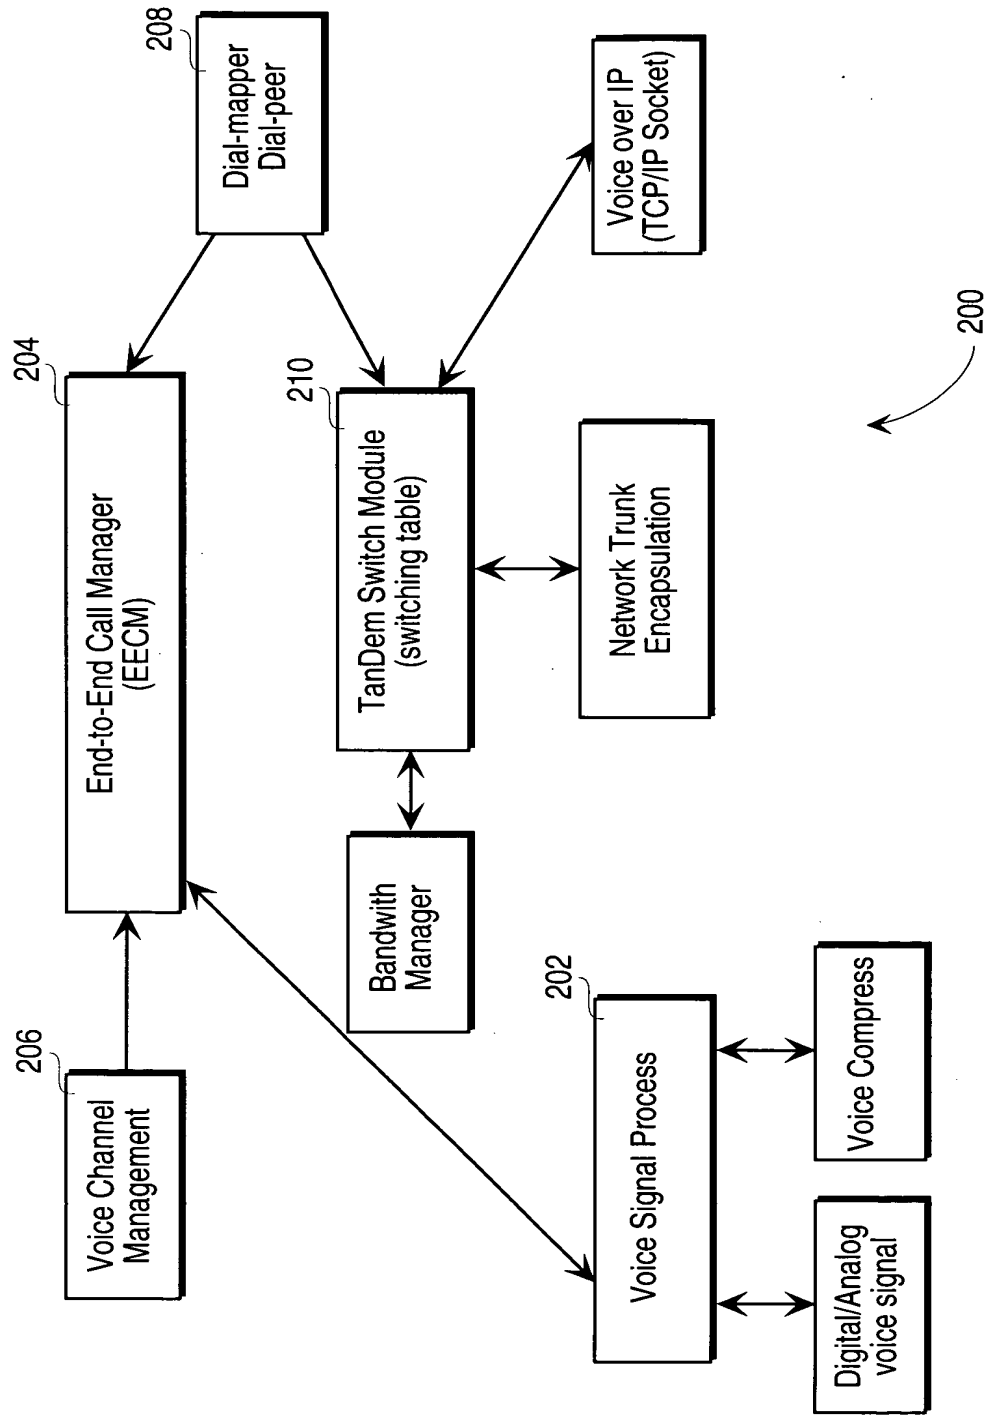 206
Voice Channel
Management
204
End-to-End Call Manager
(EECM)
208
Dial-mapper
Dial-peer
210
TanDem Switch Module
(switching table)
Bandwith
Manager
202
Voice Signal Process
Network Trunk
Encapsulation
Voice over IP
(TCP/IP Socket)
Digital/Analog
voice signal
Voice Compress
200